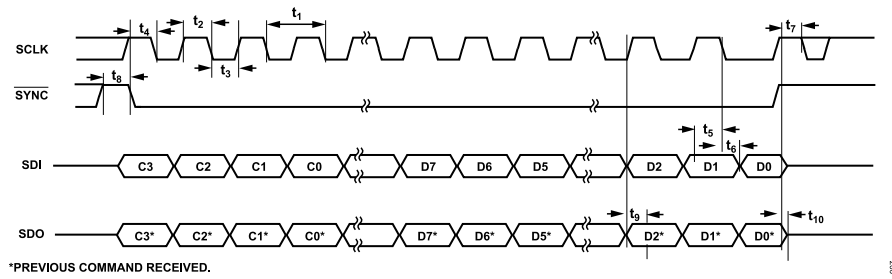 t4 t2 t1 t7
SCLK
t3
t8
SYNC
t5
t6
SDI C3 C2 C1 C0 D7 D6 D5 D2 D1 D0
t9 t10
SDO C3* C2* C1* C0* D7* D6* D5* D2* D1* D0*
*PREVIOUS COMMAND RECEIVED.